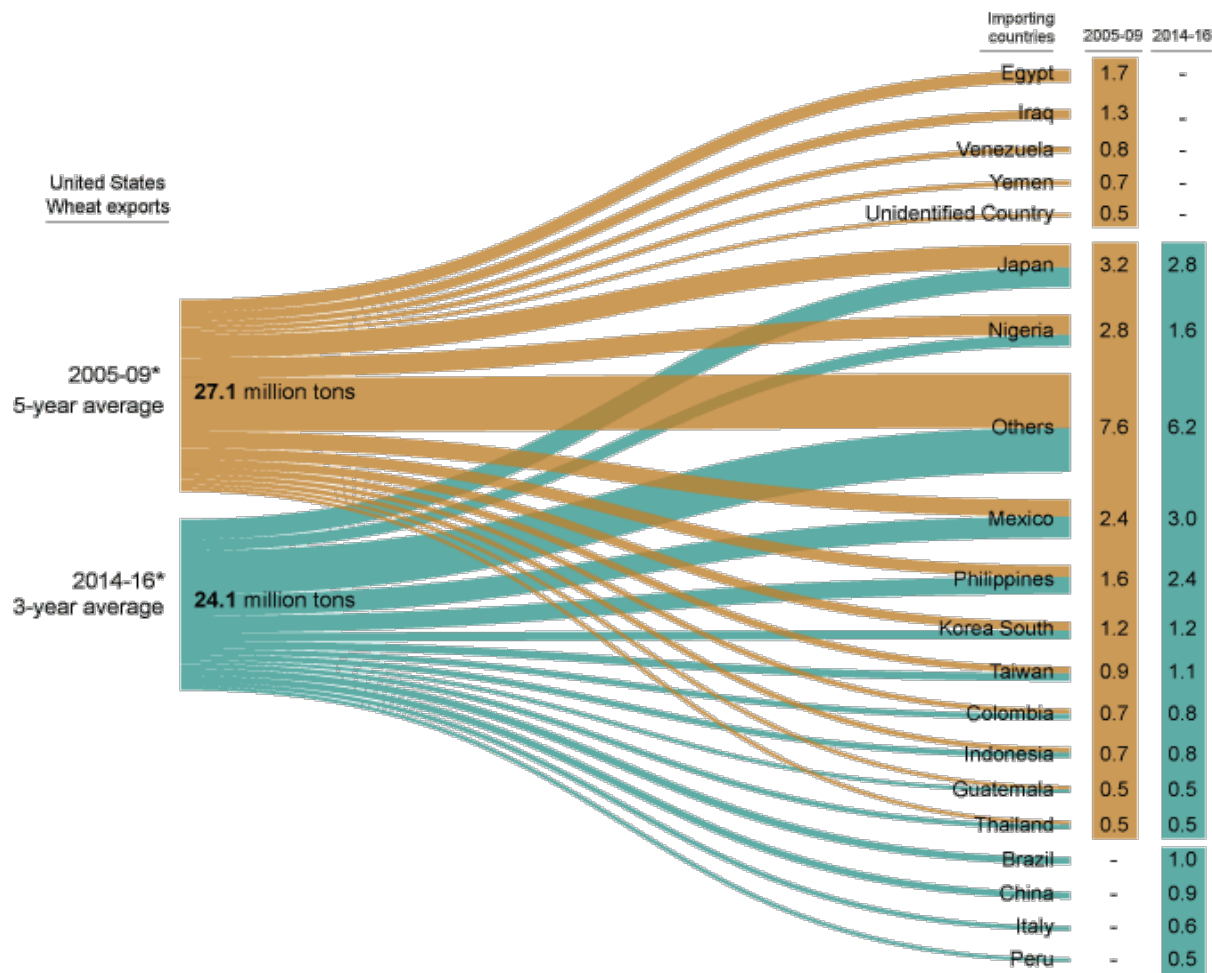 Importing
countries 2005-09 2014-16
Egypt 1.7 -
Iraq 1.3 -
Venezuela 0.8 -
United States
Wheat exports
Yemen 0.7 -
Unidentified Country 0.5 -
Japan 3.2 2.8
Nigeria 2.8 1.6
2005-09*
5-year average
27.1 million tons
Others 7.6 6.2
Mexico 2.4 3.0
2014-16*
3-year average
24.1 million tons
Philippines 1.6 2.4
Korea South 1.2 1.2
Taiwan 0.9 1.1
Colombia 0.7 0.8
Indonesia 0.7 0.8
Guatemala 0.5 0.5
Thailand 0.5 0.5
Brazil - 1.0
China - 0.9
Italy - 0.6
Peru - 0.5